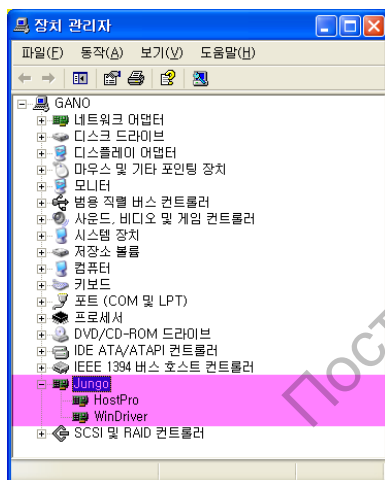 장치 관리자
파일(F) 동작(A) 보기(V) 도움말(H)
GANO
네트워크 어댑터
디스크 드라이브
디스플레이 어댑터
마우스 및 기타 포인팅 장치
모니터
범용 직렬 버스 컨트롤러
사운드, 비디오 및 게임 컨트롤러
시스템 장치
저장소 볼륨
컴퓨터
키보드
포트 (COM 및 LPT)
프로세서
DVD/CD-ROM 드라이브
IDE ATA/ATAPI 컨트롤러
IEEE 1394 버스 호스트 컨트롤러
Jungo
HostPro
WinDriver
SCSI 및 RAID 컨트롤러